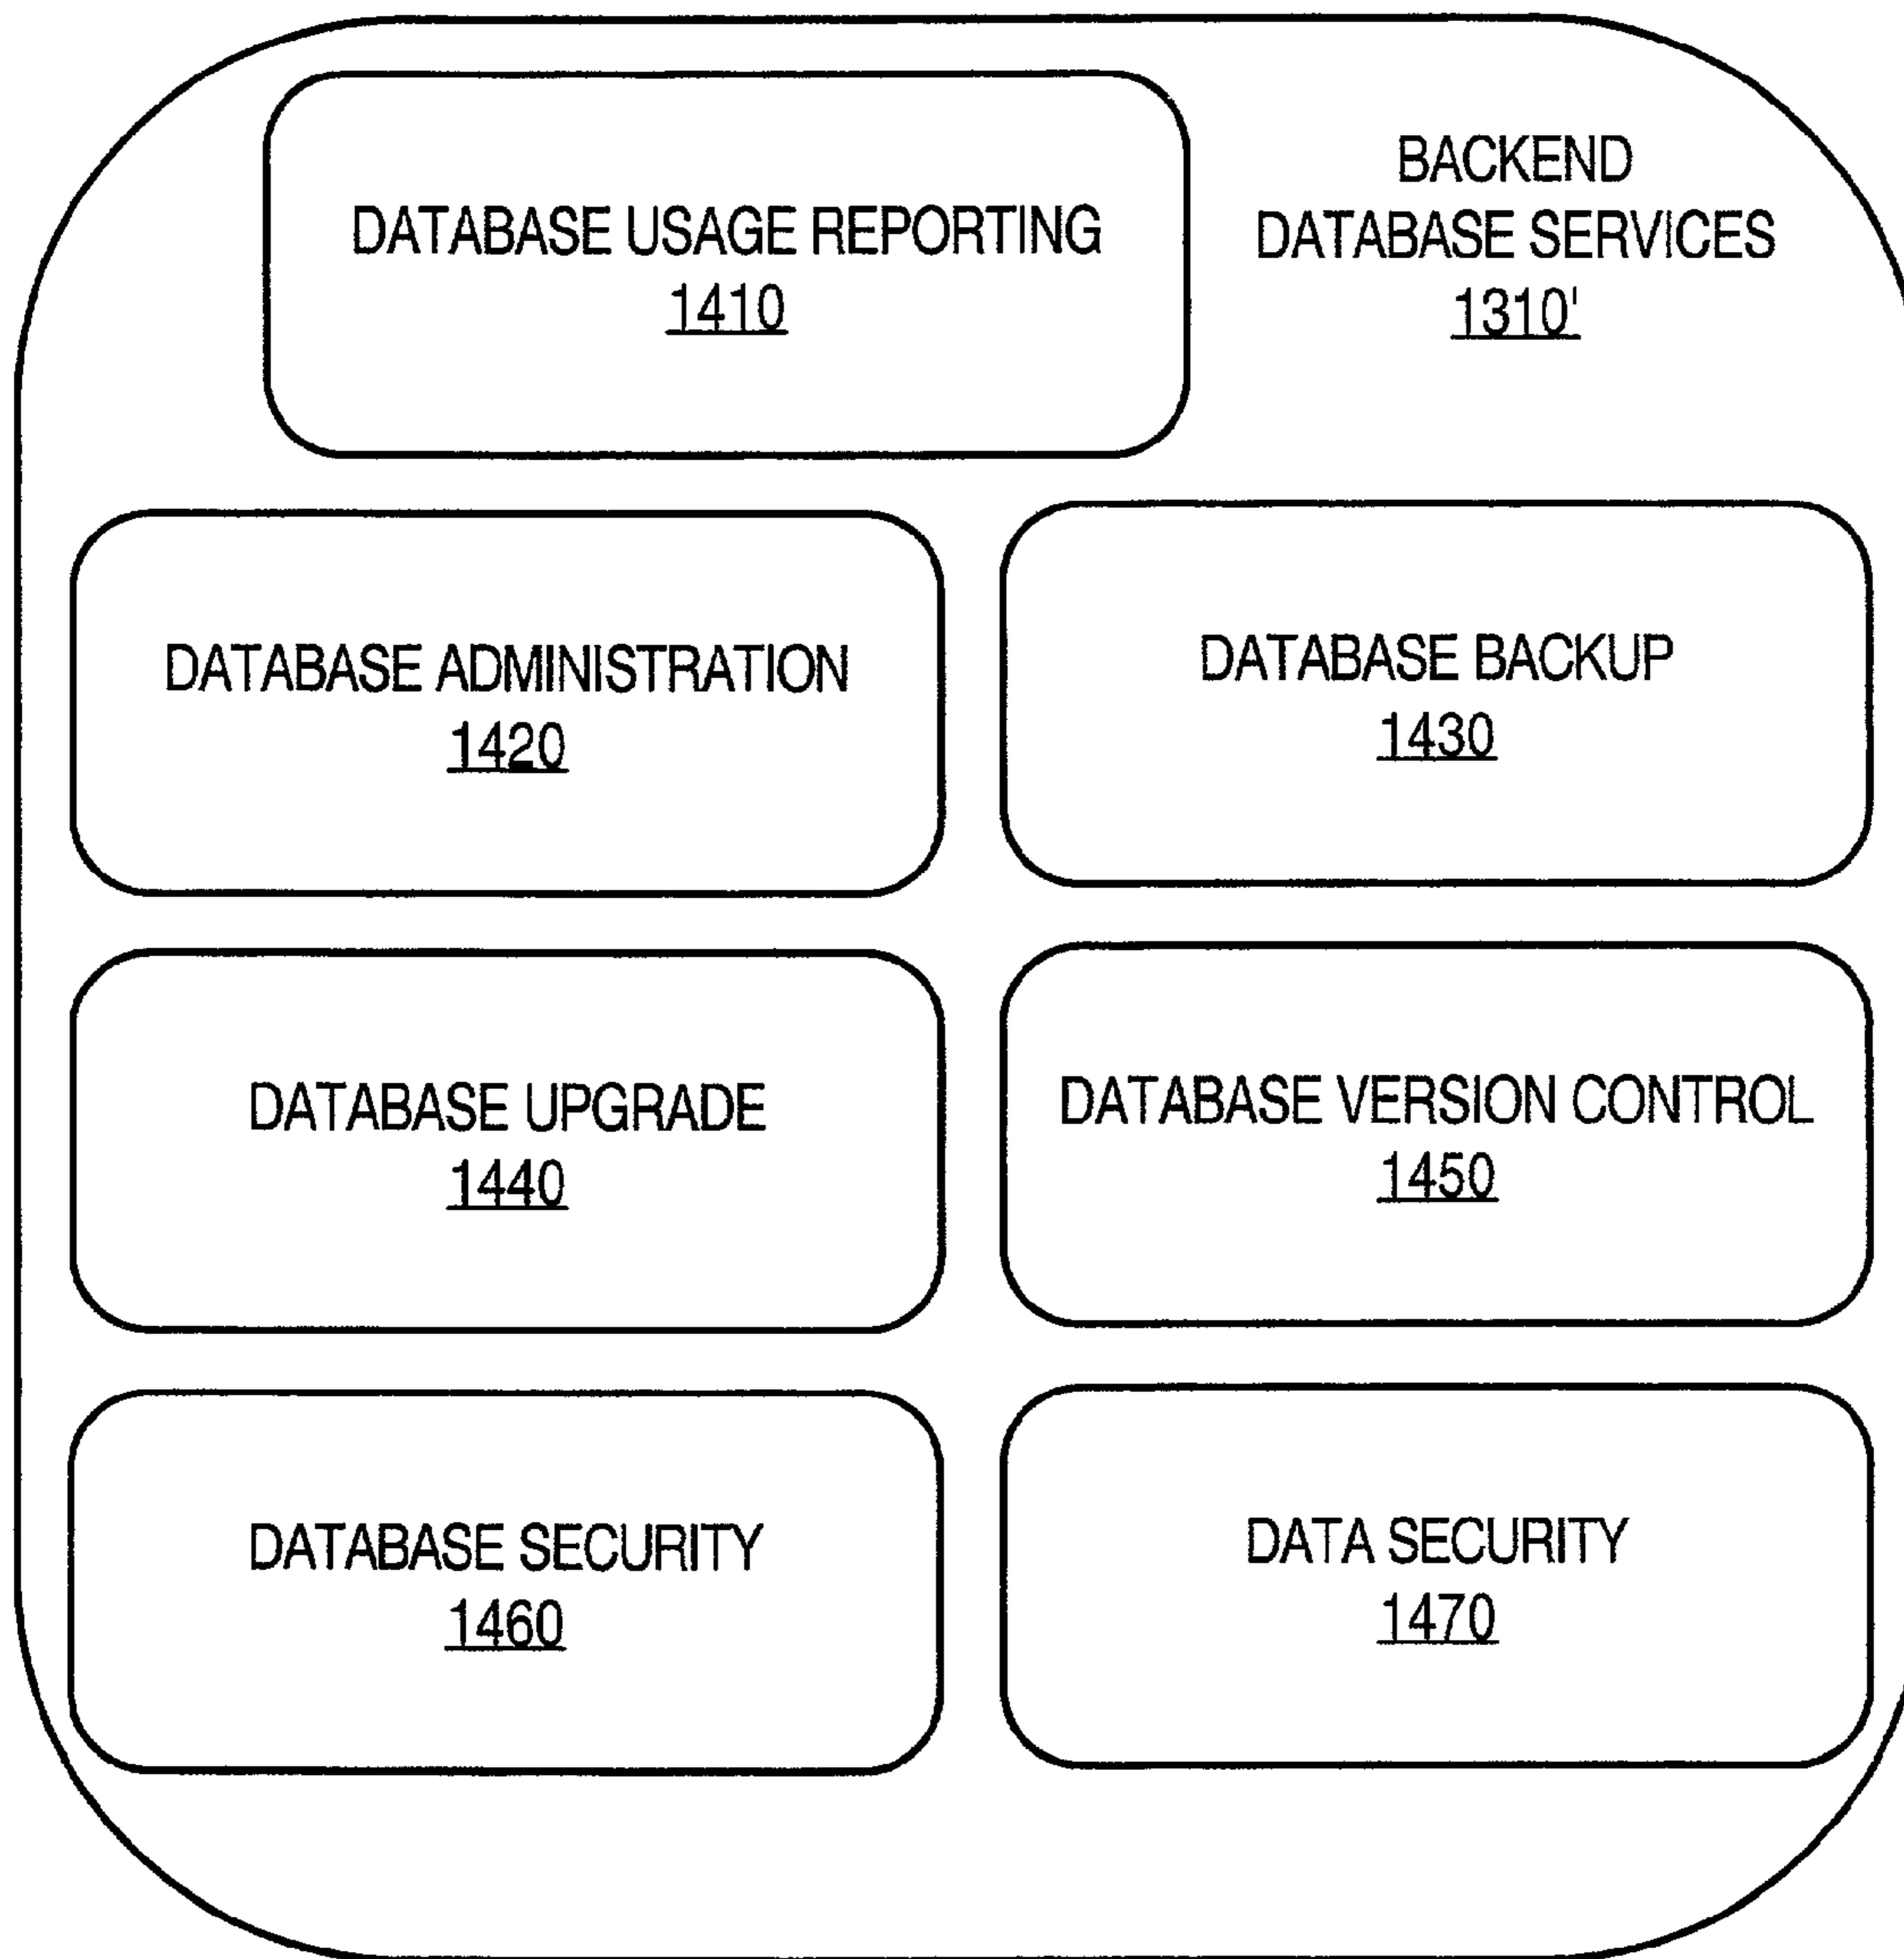 DATABASE USAGE REPORTING
1410
BACKEND
DATABASE SERVICES
1310'
DATABASE ADMINISTRATION
1420
DATABASE BACKUP
1430
DATABASE UPGRADE
1440
DATABASE VERSION CONTROL
1450
DATABASE SECURITY
1460
DATA SECURITY
1470